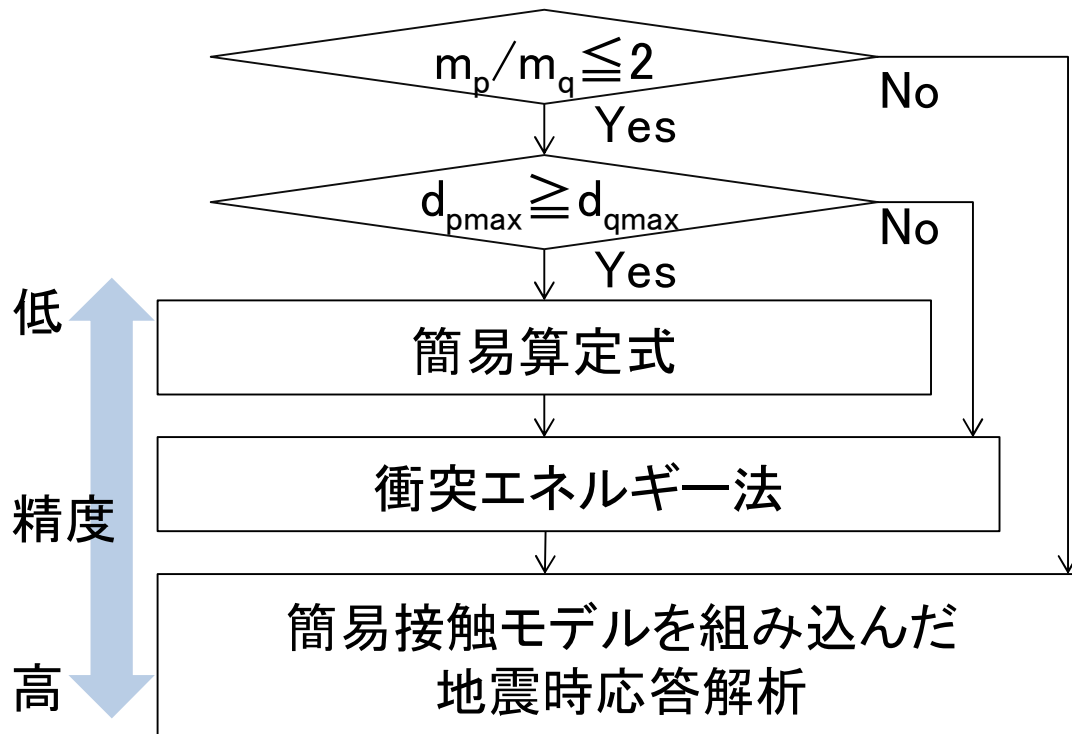 mp/mq≦2
No
Yes
dpmax≧dqmax
No
Yes
低
簡易算定式
衝突エネルギー法
精度
簡易接触モデルを組み込んだ
地震時応答解析
高